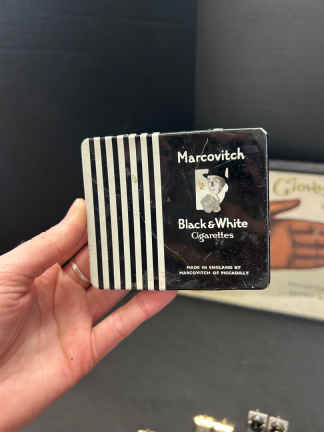 Marcovitch
Black & White
Cigarettes
MADE IN ENGLAND BY
MARCOVITCH OF PICCADILLY